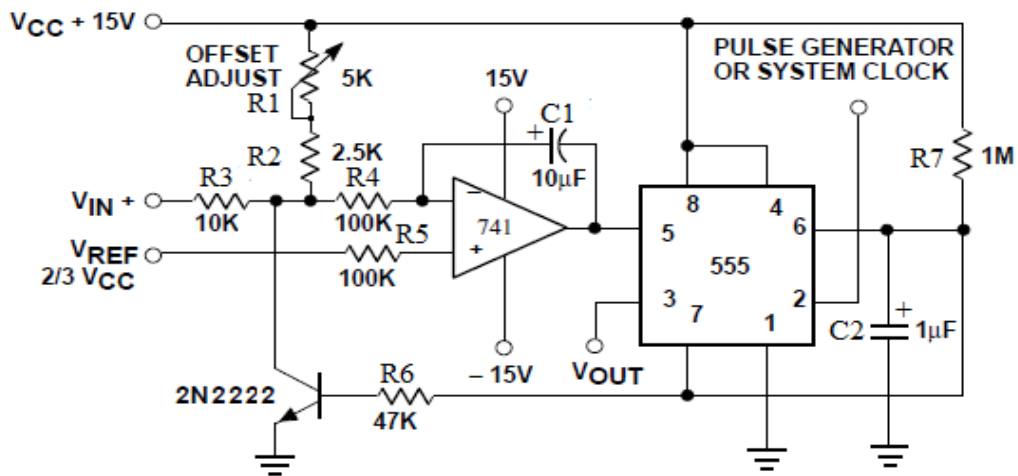 VCC + 15V
OFFSET
ADJUST
R1
5K
15V
C1
+
10μF
PULSE GENERATOR
OR SYSTEM CLOCK
R2
2.5K
R7
1M
VIN +
R3
10K
R4
100K
−
741
+
VREF
2/3 VCC
R5
100K
8
4
5
6
555
3
7
1
2
C2
+
1μF
– 15V
VOUT
2N2222
R6
47K